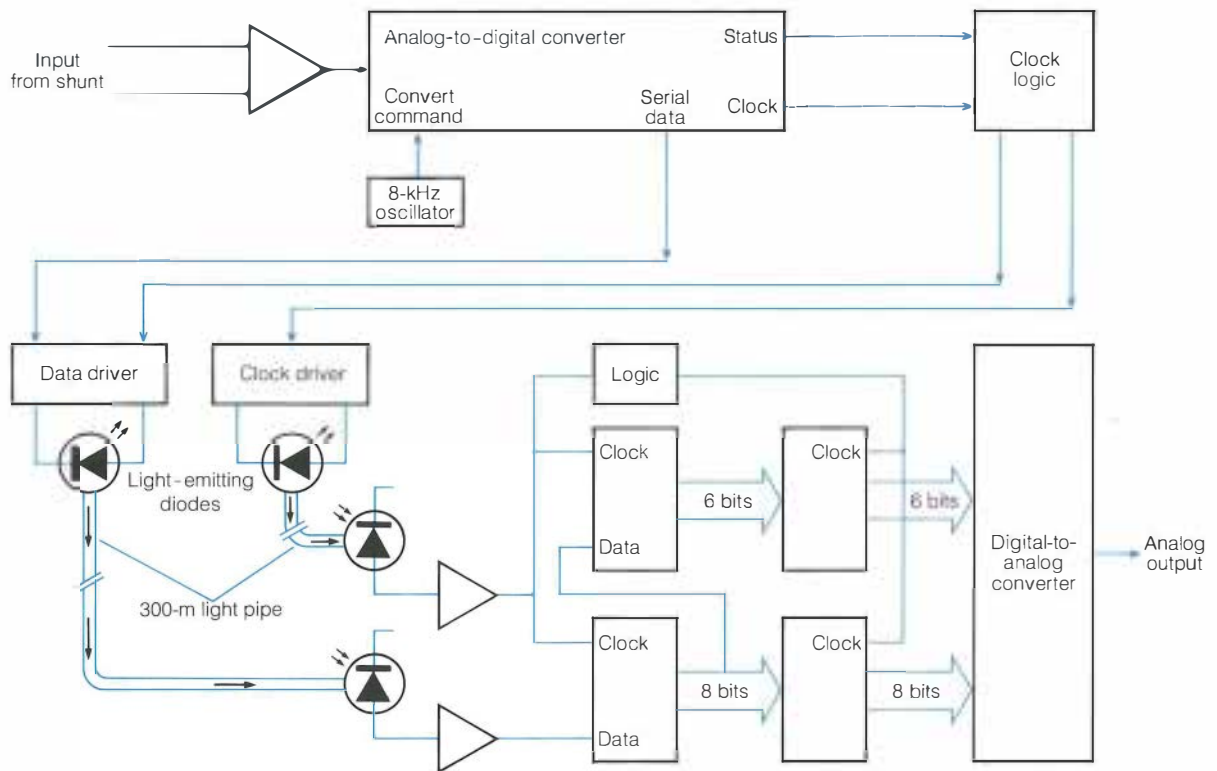 Input
from shunt
Analog-to-digital converter
Status
Convert
command
Serial
data
Clock
Clock
logic
8-kHz
oscillator
Data driver
Clock driver
Logic
Light-emitting
diodes
Clock
6 bits
Clock
6 bits
Data
Digital-to-
analog
converter
Analog
output
300-m light pipe
Clock
8 bits
Clock
8 bits
Data